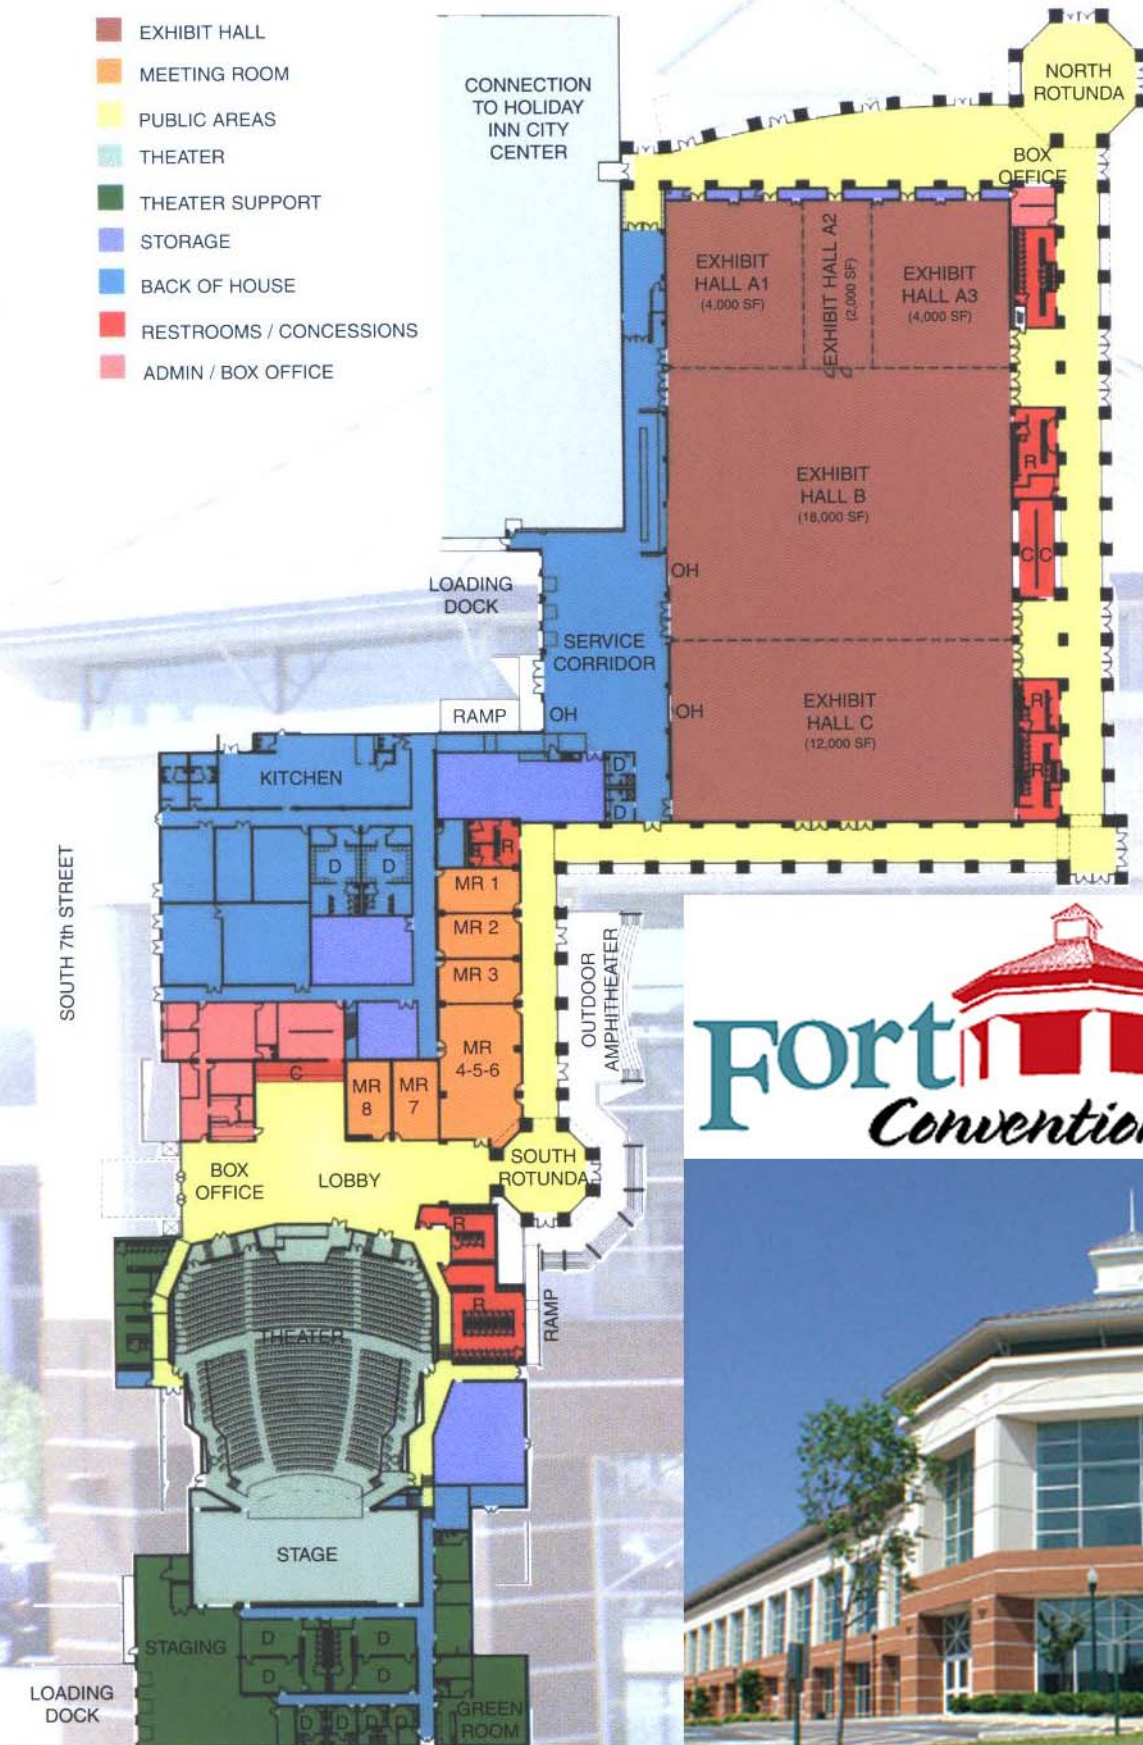 EXHIBIT HALL
MEETING ROOM
PUBLIC AREAS
THEATER
THEATER SUPPORT
STORAGE
BACK OF HOUSE
RESTROOMS / CONCESSIONS
ADMIN / BOX OFFICE
CONNECTION
TO HOLIDAY
INN CITY
CENTER
NORTH
ROTUNDA
BOX
OFFICE
EXHIBIT
HALL A1
(4,000 SF)
EXHIBIT HALL A2
(2,000 SF)
EXHIBIT
HALL A3
(4,000 SF)
R
EXHIBIT
HALL B
(18,000 SF)
C C
OH
LOADING
DOCK
SERVICE
CORRIDOR
EXHIBIT
HALL C
(12,000 SF)
R
R
RAMP
OH
OH
KITCHEN
D
D
SOUTH 7th STREET
D
D
R
MR 1
MR 2
MR 3
MR
4-5-6
OUTDOOR
AMPHITHEATER
C
MR
8
MR
7
BOX
OFFICE
LOBBY
SOUTH
ROTUNDA
R
R
RAMP
THEATER
STAGE
STAGING
D
D
D
D
LOADING
DOCK
D D D D
GREEN
ROOM
Fort
Convention